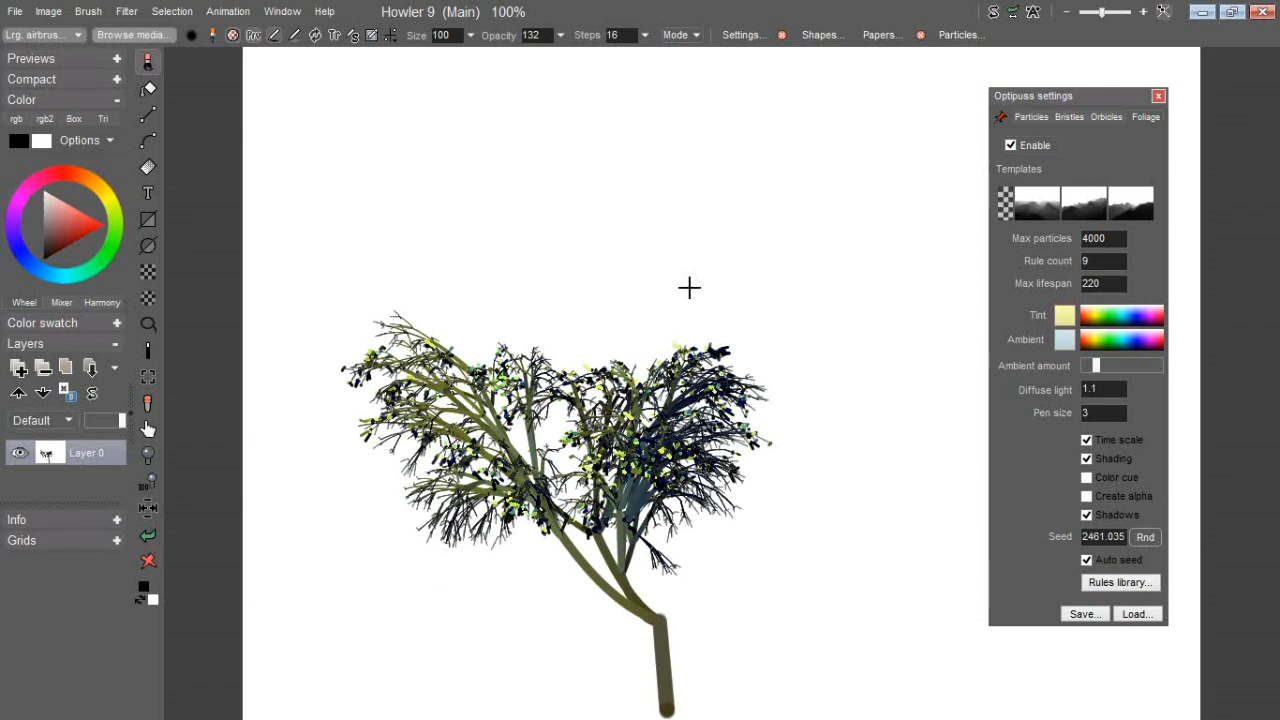 File Image Brush Filter Selection Animation Window Help Howler 9 (Main) 100%
Lrg. airbrus... Browse media... Size 100 Opacity 132 Steps 16 Mode Settings... Shapes... Papers... Particles...
Previews
Compact
Color
rgb rgb2 Box Tri
Options
Wheel Mixer Harmony
Color swatch
Layers
Default
Layer 0
Info
Grids
Optipuss settings
Particles Bristles Orbicles Foliage
Enable
Templates
Max particles 4000
Rule count 9
Max lifespan 220
Tint
Ambient
Ambient amount
Diffuse light 1.1
Pen size 3
Time scale
Shading
Color cue
Create alpha
Shadows
Seed 2461.035 Rnd
Auto seed
Rules library...
Save... Load...